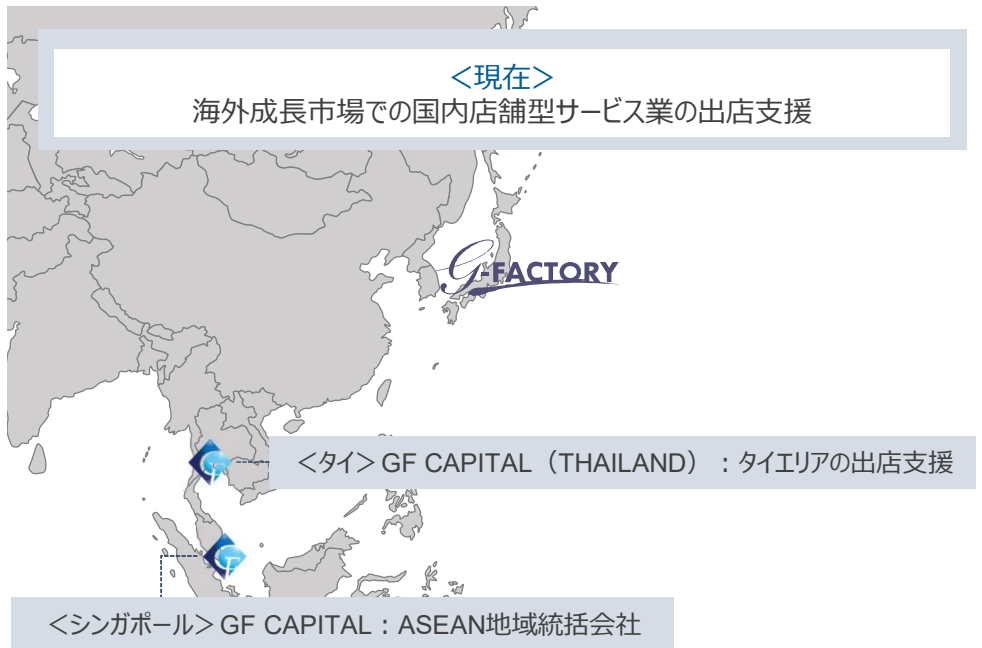 ＜現在＞
海外成長市場での国内店舗型サービス業の出店支援
G-FACTORY
＜タイ＞GF CAPITAL（THAILAND）：タイエリアの出店支援
＜シンガポール＞GF CAPITAL：ASEAN地域統括会社